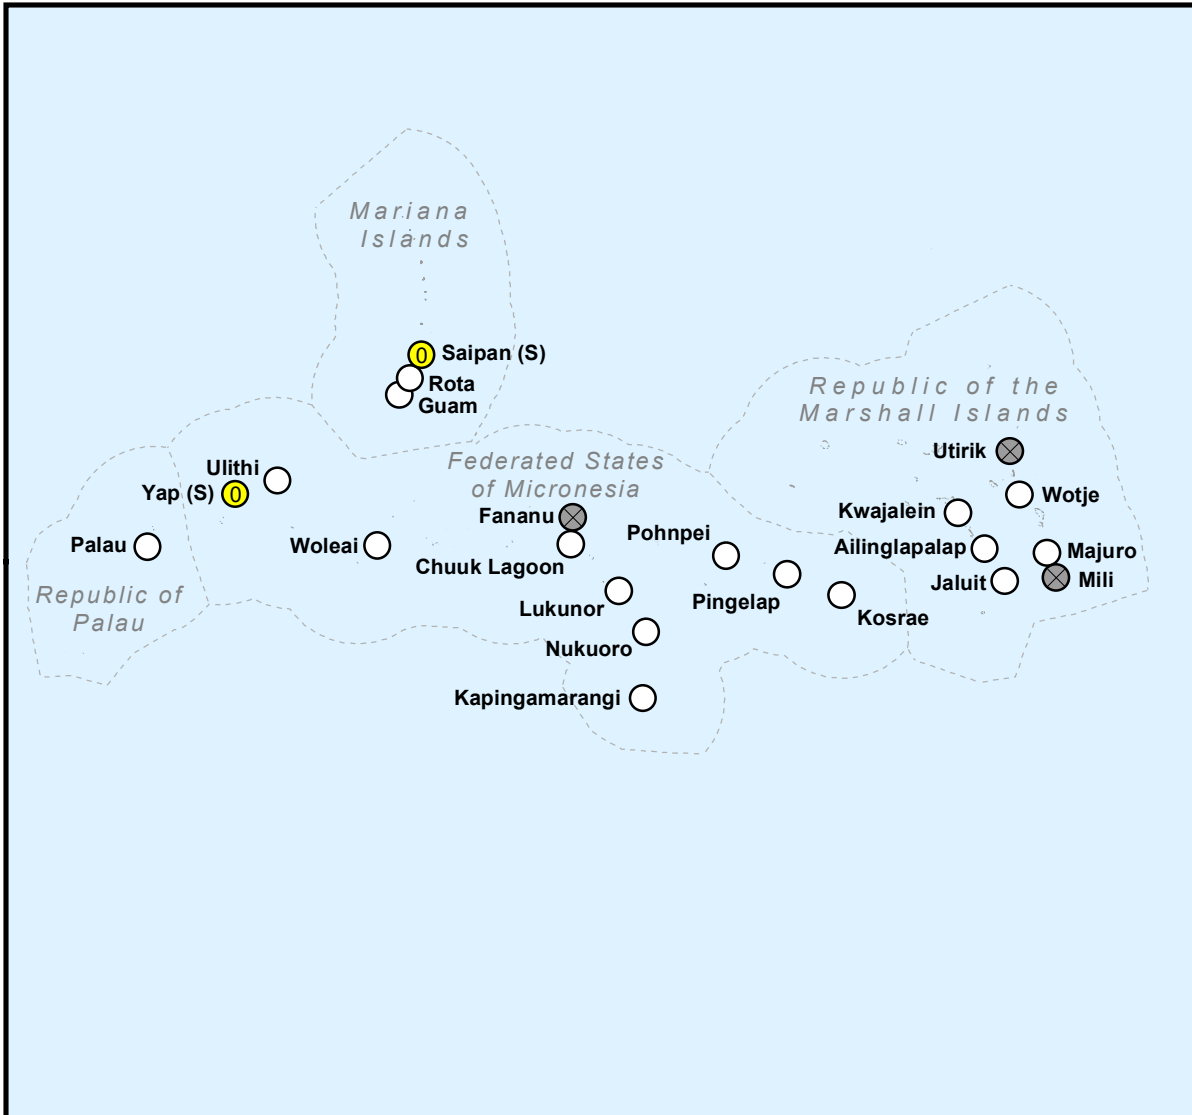 Mariana
Islands
0
Saipan (S)
Rota
Guam
Republic of the
Marshall Islands
Utirik
Ulithi
Yap (S)
0
Federated States
of Micronesia
Fananu
Wotje
Kwajalein
Palau
Woleai
Chuuk Lagoon
Pohnpei
Ailinglapalap
Majuro
Republic of
Palau
Lukunor
Pingelap
Jaluit
Mili
Kosrae
Nukuoro
Kapingamarangi